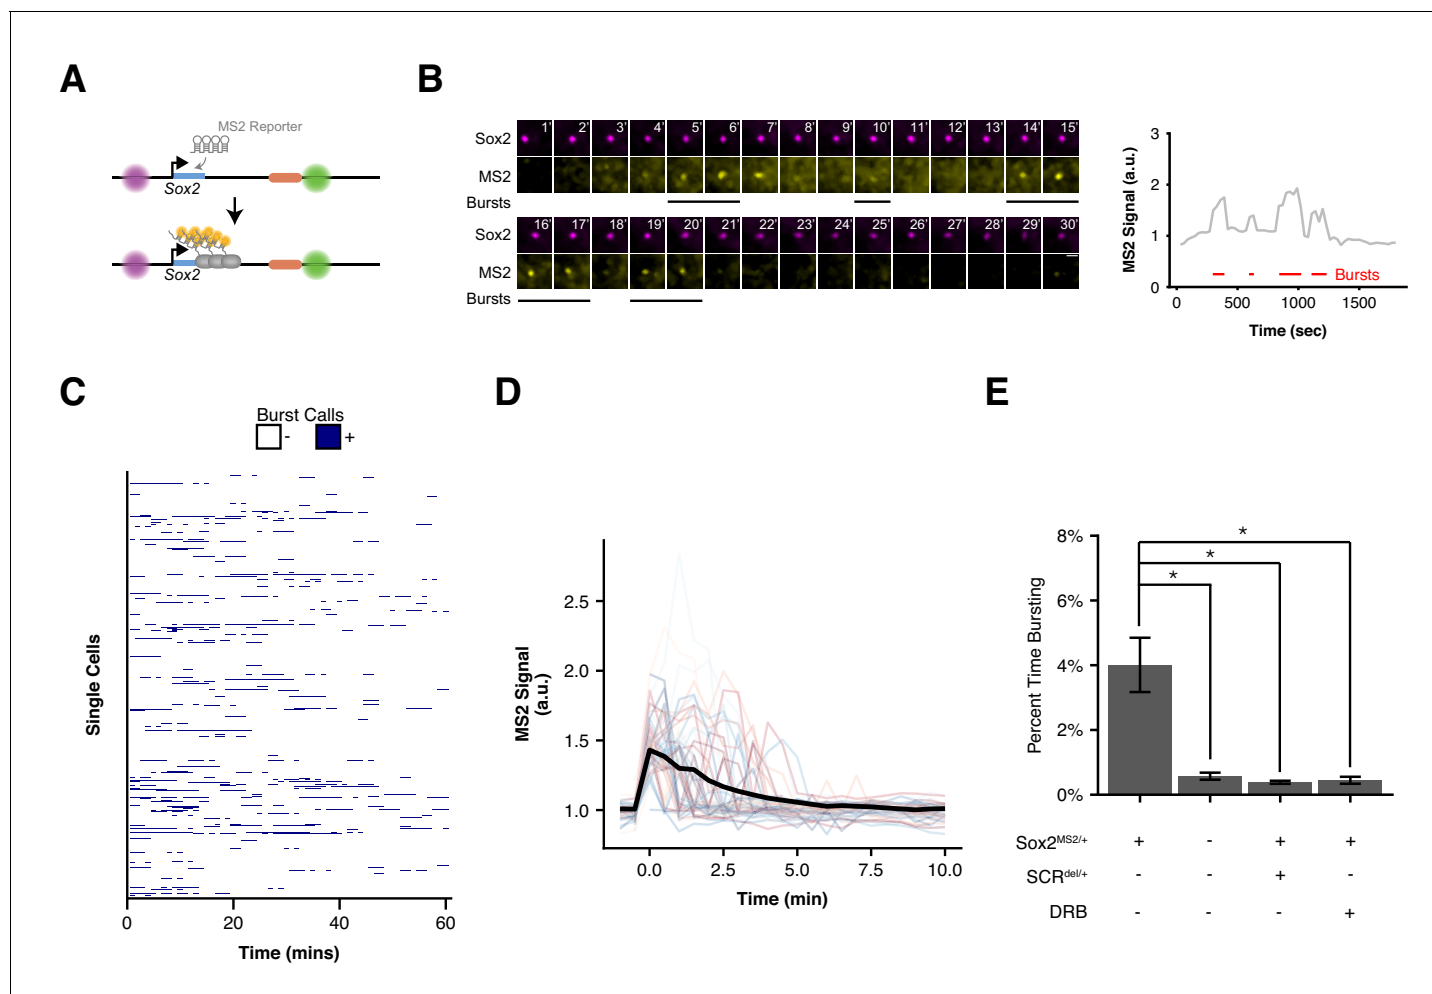 A
MS2 Reporter
Sox2
Sox2
B
Sox2 1' 2' 3' 4' 5' 6' 7' 8' 9' 10' 11' 12' 13' 14' 15'
MS2
Bursts
Sox2 16' 17' 18' 19' 20' 21' 22' 23' 24' 25' 26' 27' 28' 29' 30'
MS2
Bursts
MS2 Signal (a.u.)
3
2
1
0
Bursts
0 500 1000 1500
Time (sec)
C
Burst Calls
- +
Single Cells
0 20 40 60
Time (mins)
D
MS2 Signal
(a.u.)
2.5
2.0
1.5
1.0
0.0 2.5 5.0 7.5 10.0
Time (min)
E
Percent Time Bursting
8%
6%
4%
2%
0%
*
*
*
Sox2MS2/+ + - + +
SCRdel/+ - - + -
DRB - - - +